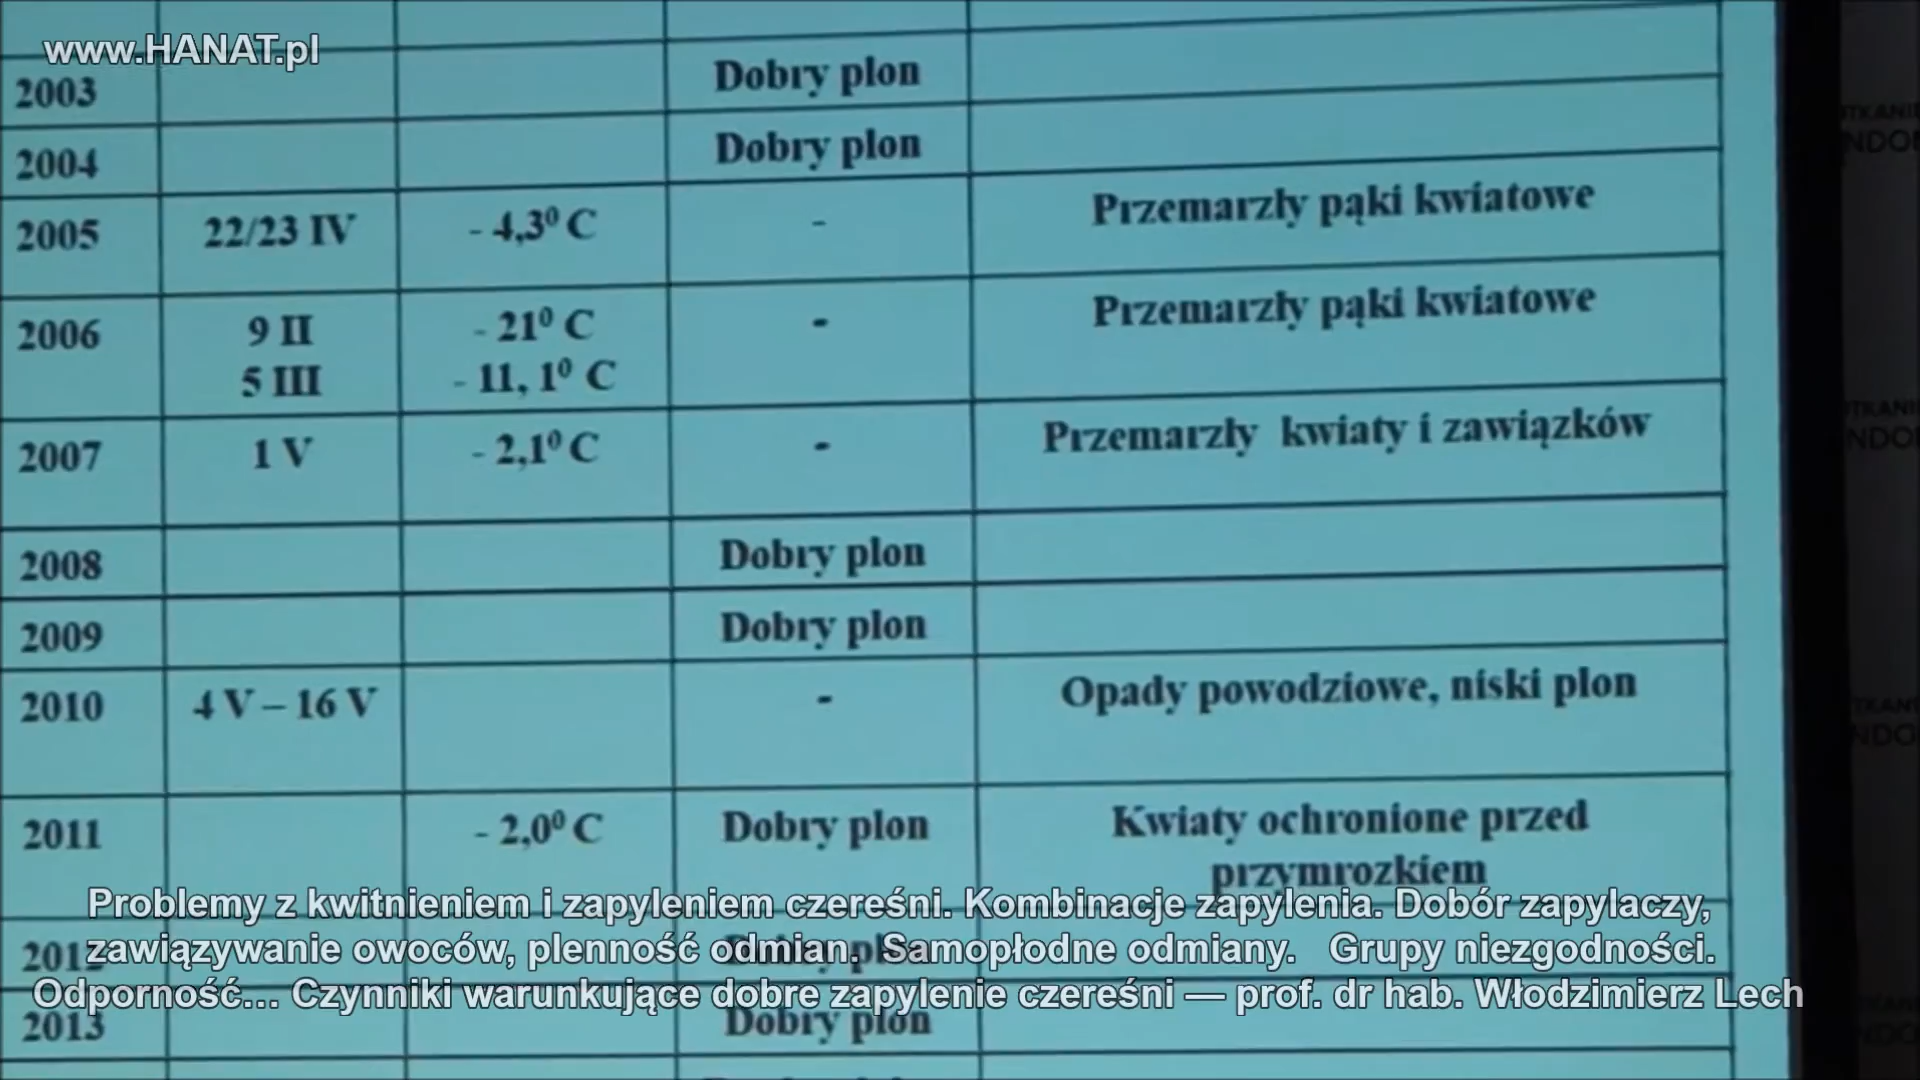 www.HANAT.pl
2003 Dobry plon
2004 Dobry plon
2005 22/23 IV - 4,3⁰ C - Przemarzły pąki kwiatowe
2006 9 II - 21⁰ C - Przemarzły pąki kwiatowe
5 III - 11, 1⁰ C
2007 1 V - 2,1⁰ C - Przemarzły kwiaty i zawiązków
2008 Dobry plon
2009 Dobry plon
2010 4 V – 16 V - Opady powodziowe, niski plon
2011 - 2,0⁰ C Dobry plon Kwiaty ochronione przed
przymrozkiem
2012 Dobry plon
2013 Dobry plon
Problemy z kwitnieniem i zapyleniem czereśni. Kombinacje zapylenia. Dobór zapylaczy,
zawiązywanie owoców, plenność odmian. Samopłodne odmiany. Grupy niezgodności.
Odporność... Czynniki warunkujące dobre zapylenie czereśni — prof. dr hab. Włodzimierz Lech